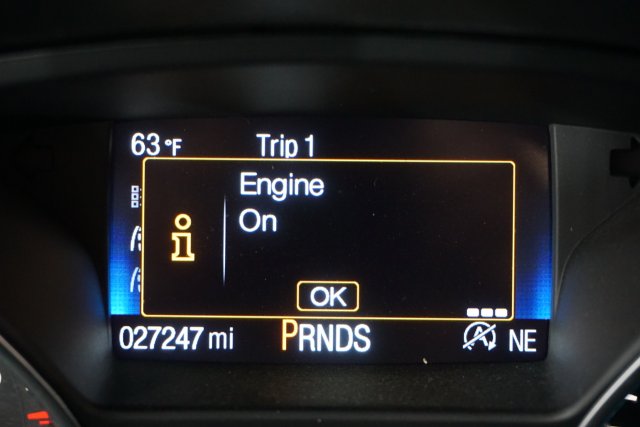 63°F Trip 1
Engine
On
OK
027247 mi PRNDS NE